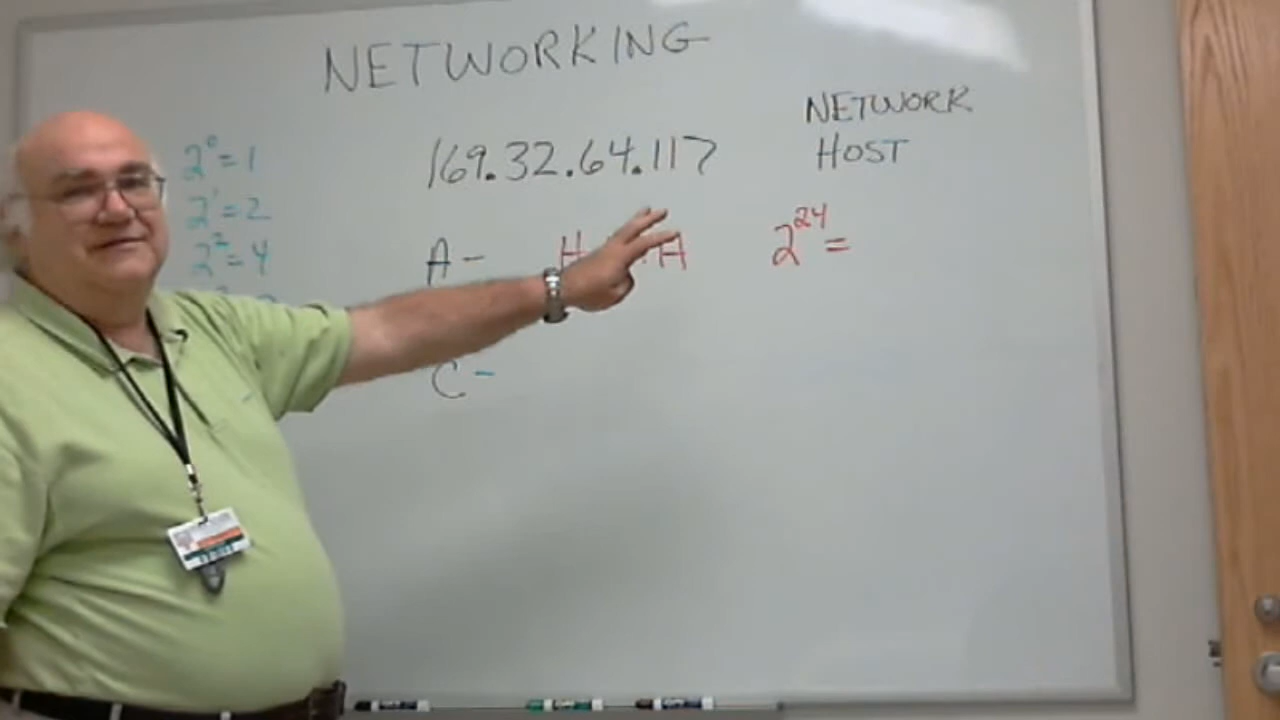 NETWORKING
NETWORK
HOST
169.32.64.117
2⁰=1
2¹=2
2²=4
A- H H 2²⁴=
C-